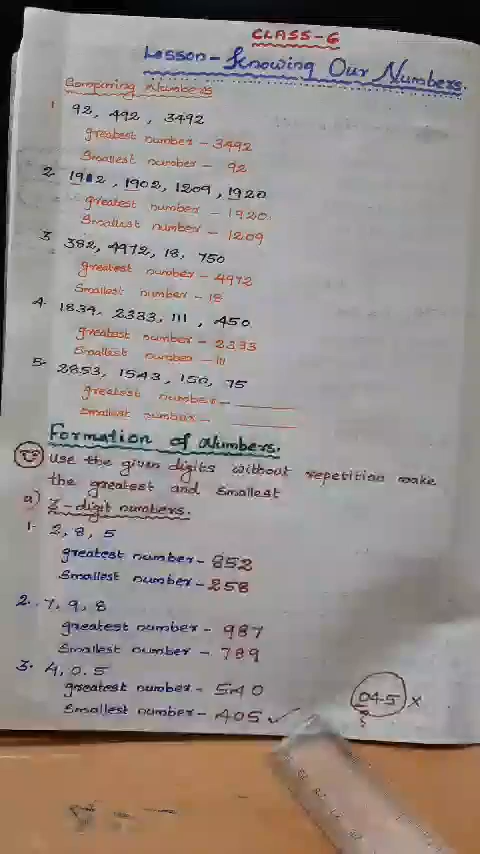 CLASS-6
Lesson - Knowing Our Numbers.
Comparing Numbers
1. 92, 492, 3492
greatest number - 3492
Smallest number - 92
2. 1912, 1902, 1209, 1920
greatest number - 1920
Smallest number - 1209
3. 382, 4972, 18, 750
greatest number - 4972
Smallest number - 18
4. 1834, 2333, 111, 450
greatest number - 2333
Smallest number - 111
5. 2853, 1543, 150, 75
greatest number -
Smallest number -
Formation of Numbers.
use the given digits without repetition make
the greatest and smallest
a) 3-digit numbers.
1. 2, 8, 5
greatest number - 852
Smallest number - 258
2. 7, 9, 8
greatest number - 987
Smallest number - 789
3. 4, 0, 5
greatest number - 540
Smallest number - 405 ✓
045 ×